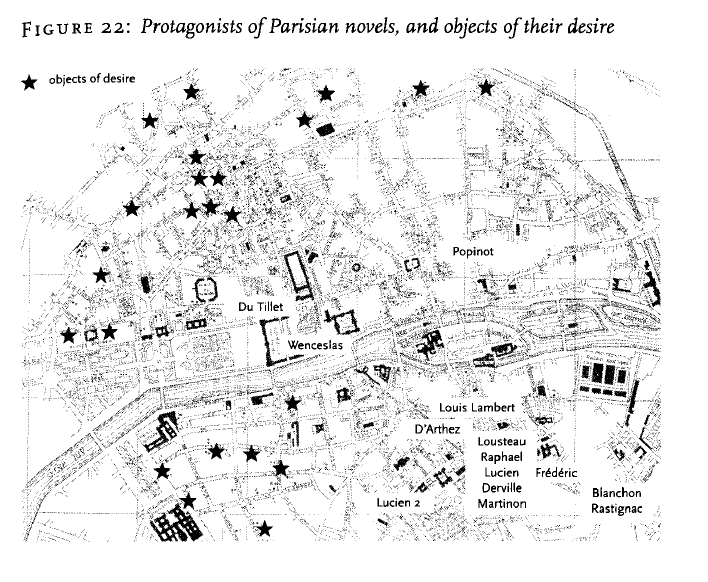 FIGURE 22: Protagonists of Parisian novels, and objects of their desire
objects of desire
Popinot
Du Tillet
Wenceslas
Louis Lambert
D'Arthez
Lousteau
Raphael
Lucien
Derville
Martinon
Frédéric
Lucien 2
Blanchon
Rastignac